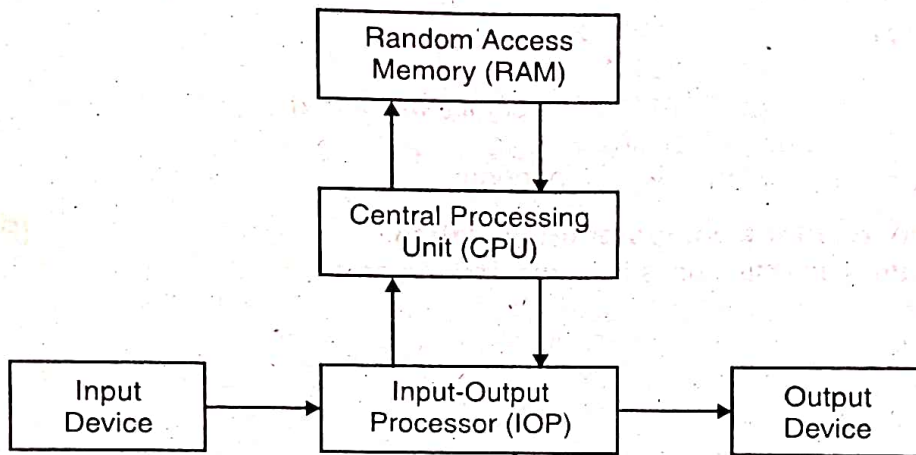 Random Access
Memory (RAM)
Central Processing
Unit (CPU)
Input
Device
Input-Output
Processor (IOP)
Output
Device